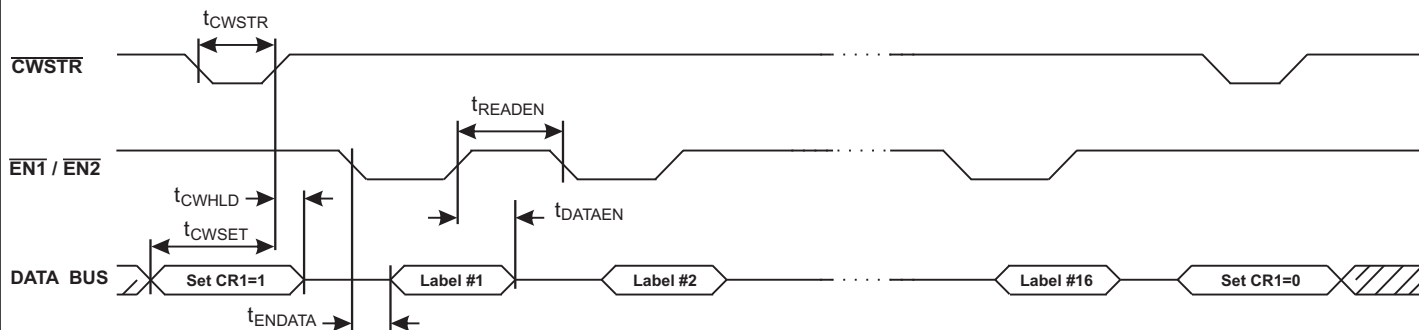 tCWSTR
CWSTR
tREADEN
EN1 / EN2
tCWHLD
tDATAEN
tCWSET
DATA BUS
Set CR1=1
Label #1
Label #2
Label #16
Set CR1=0
tENDATA